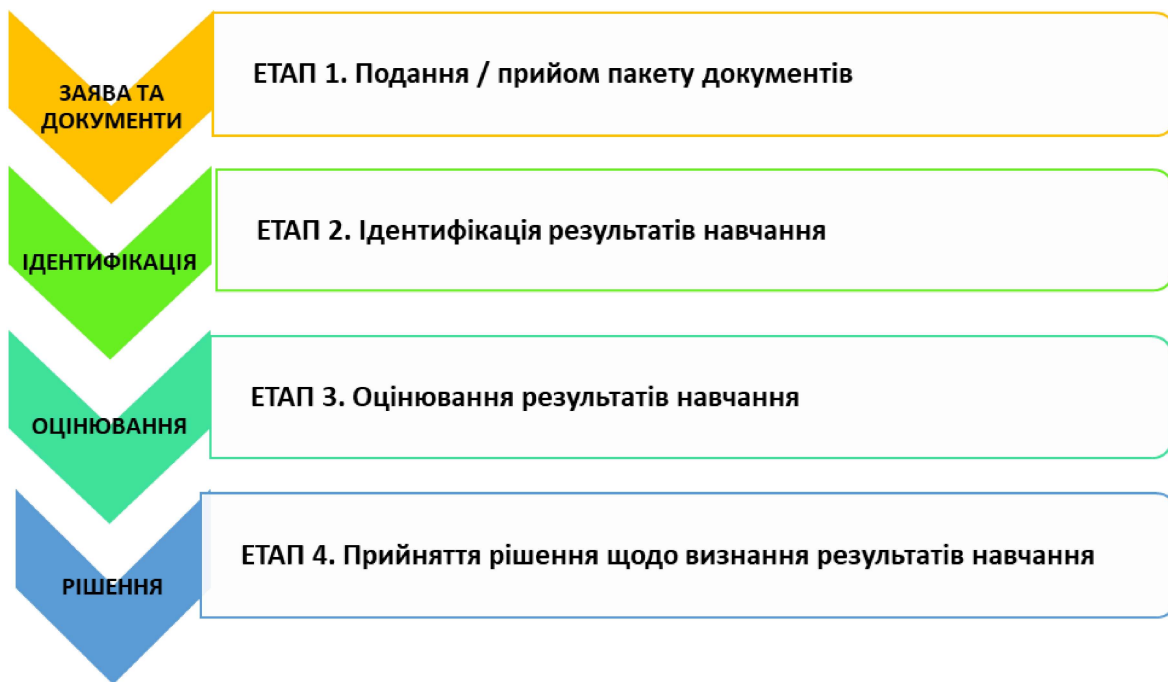 ЗАЯВА ТА
ДОКУМЕНТИ
ЕТАП 1. Подання / прийом пакету документів
ІДЕНТИФІКАЦІЯ
ЕТАП 2. Ідентифікація результатів навчання
ОЦІНЮВАННЯ
ЕТАП 3. Оцінювання результатів навчання
РІШЕННЯ
ЕТАП 4. Прийняття рішення щодо визнання результатів навчання